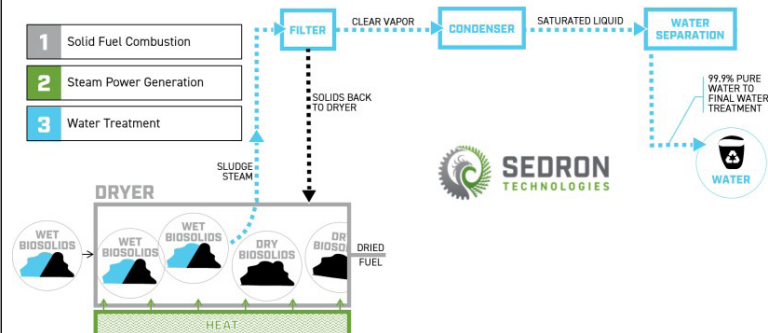 1 Solid Fuel Combustion
2 Steam Power Generation
3 Water Treatment
FILTER
CLEAR VAPOR
CONDENSER
SATURATED LIQUID
WATER
SEPARATION
SOLIDS BACK
TO DRYER
99.9% PURE
WATER TO
FINAL WATER
TREATMENT
WATER
SLUDGE
STEAM
SEDRON
TECHNOLOGIES
DRYER
WET
BIOSOLIDS
WET
BIOSOLIDS
WET
BIOSOLIDS
DRY
BIOSOLIDS
DRIED
FUEL
HEAT